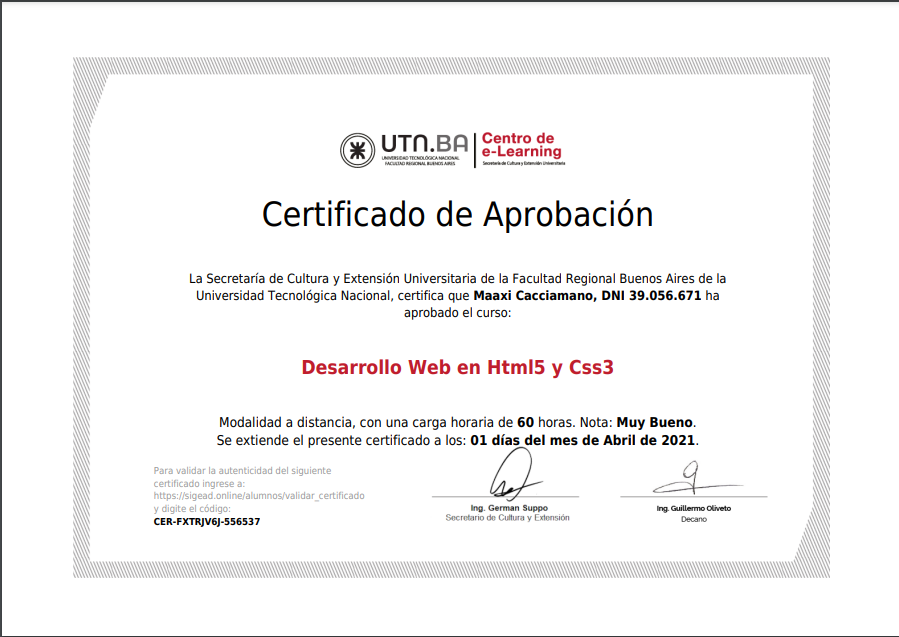 UTN.BA
UNIVERSIDAD TECNOLÓGICA NACIONAL
FACULTAD REGIONAL BUENOS AIRES
Centro de
e-Learning
Secretaría de Cultura y Extensión Universitaria
Certificado de Aprobación
La Secretaría de Cultura y Extensión Universitaria de la Facultad Regional Buenos Aires de la
Universidad Tecnológica Nacional, certifica que Maaxi Cacciamano, DNI 39.056.671 ha
aprobado el curso:
Desarrollo Web en Html5 y Css3
Modalidad a distancia, con una carga horaria de 60 horas. Nota: Muy Bueno.
Se extiende el presente certificado a los: 01 días del mes de Abril de 2021.
Para validar la autenticidad del siguiente
certificado ingrese a:
https://sigead.online/alumnos/validar_certificado
y digite el código:
CER-FXTRJV6J-556537
Ing. German Suppo
Secretario de Cultura y Extensión
Ing. Guillermo Oliveto
Decano